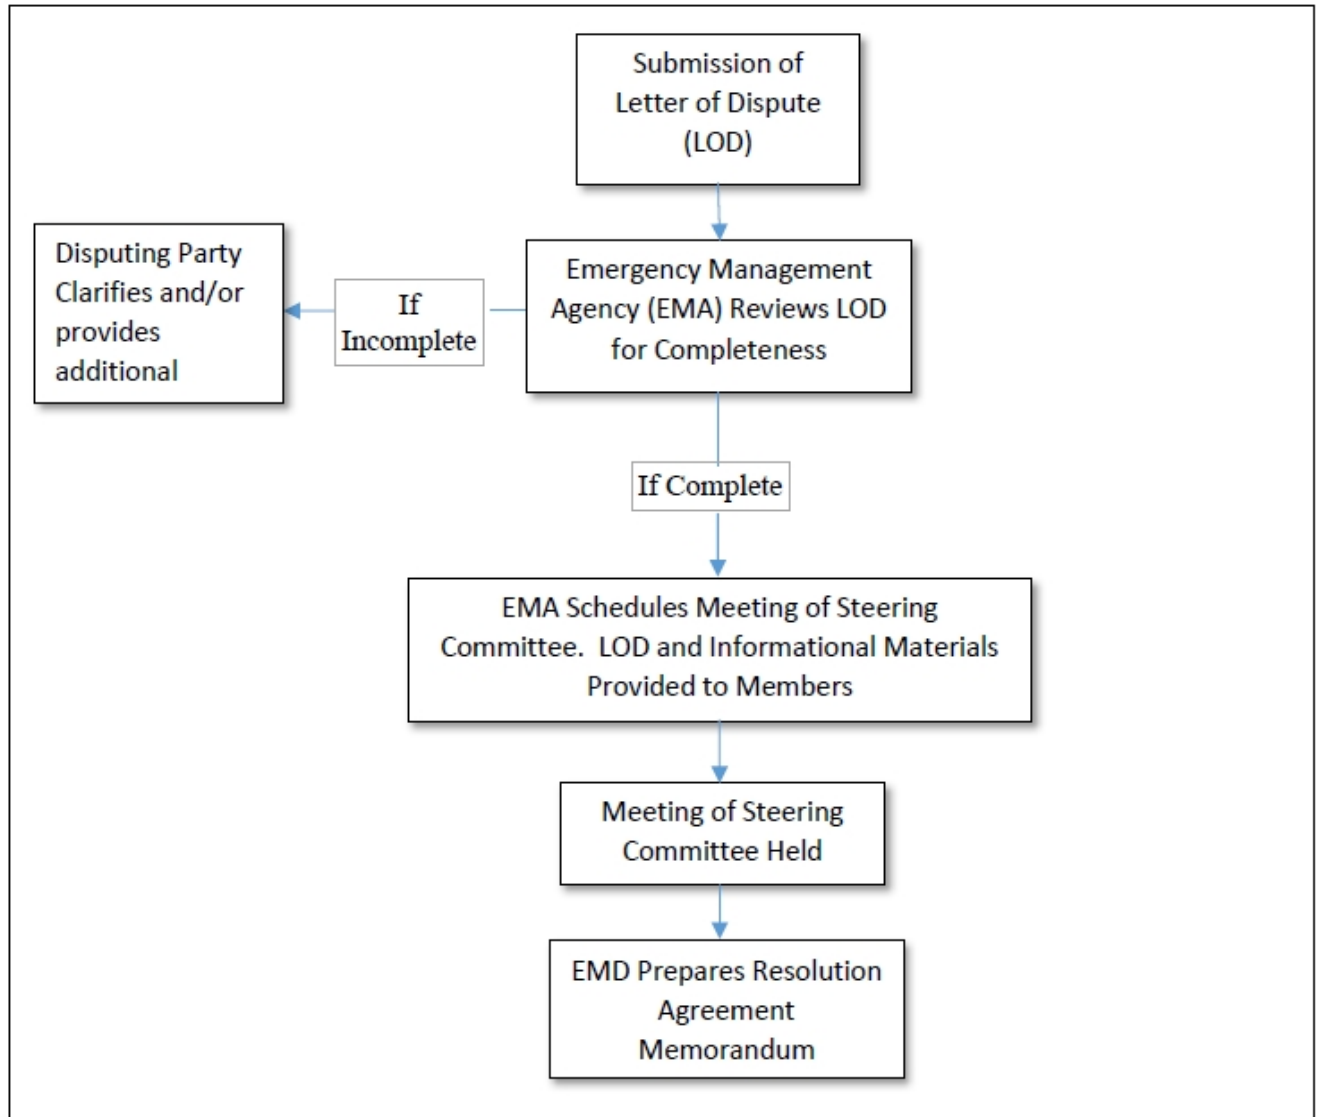 Submission of
Letter of Dispute
(LOD)
Disputing Party
Clarifies and/or
provides
additional
If
Incomplete
Emergency Management
Agency (EMA) Reviews LOD
for Completeness
If Complete
EMA Schedules Meeting of Steering
Committee.  LOD and Informational Materials
Provided to Members
Meeting of Steering
Committee Held
EMD Prepares Resolution
Agreement
Memorandum